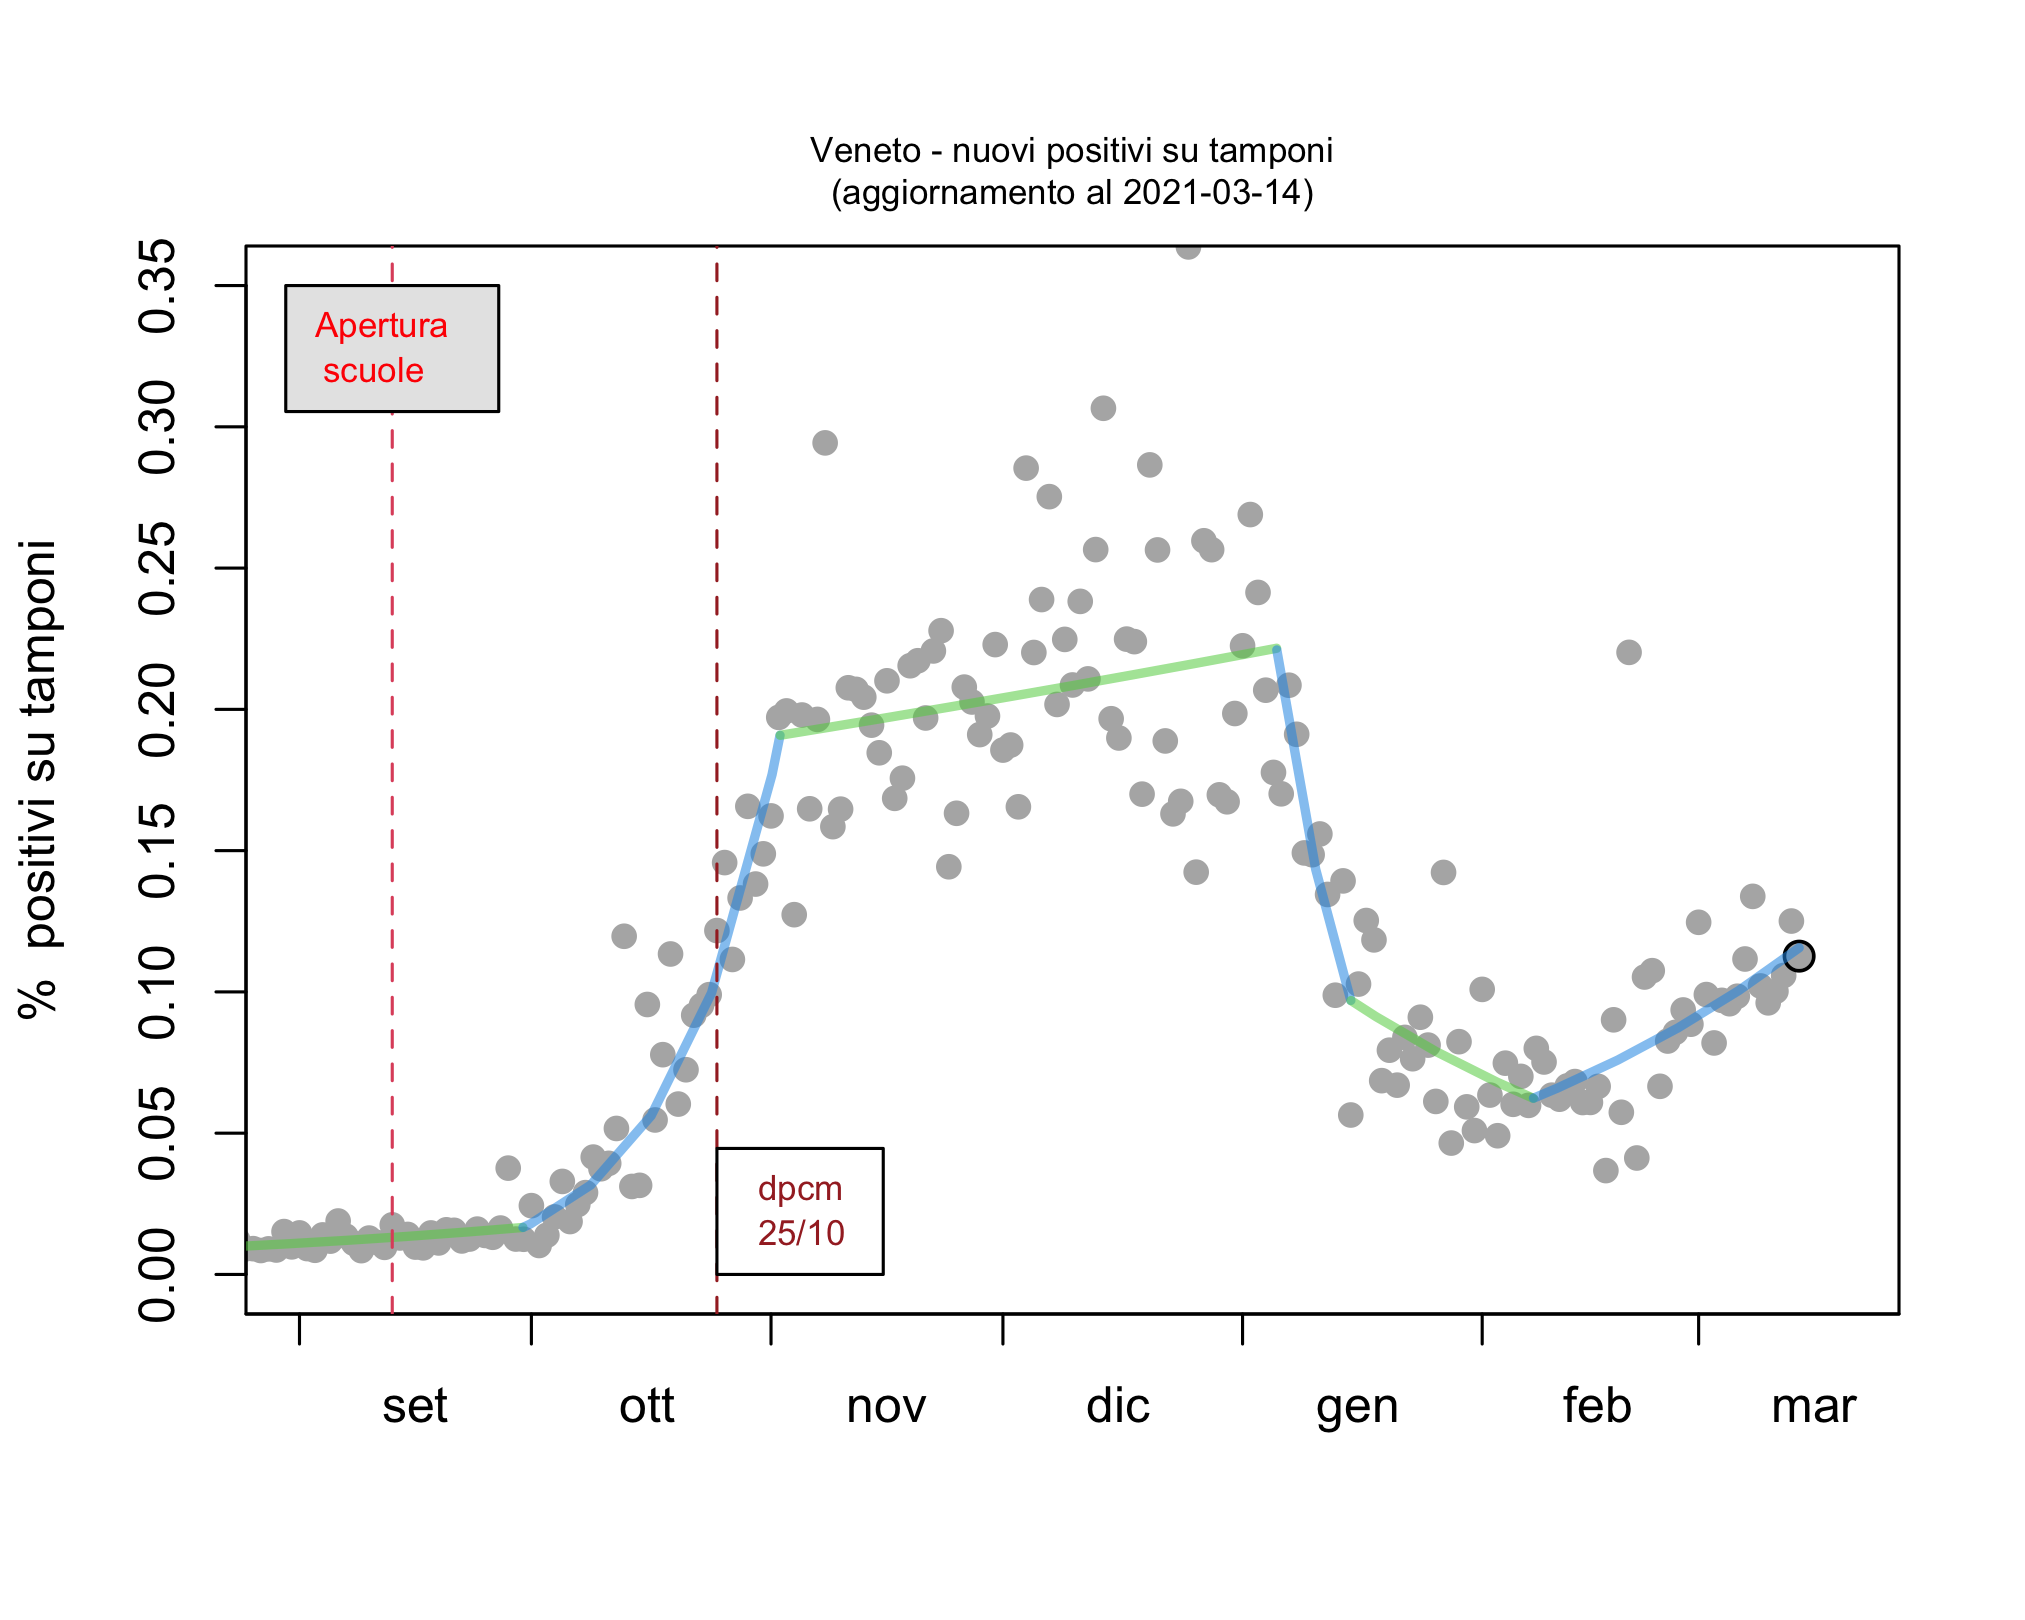 Veneto - nuovi positivi su tamponi
(aggiornamento al 2021-03-14)
% positivi su tamponi
0.35
0.30
0.25
0.20
0.15
0.10
0.05
0.00
Apertura
scuole
dpcm
25/10
set ott nov dic gen feb mar